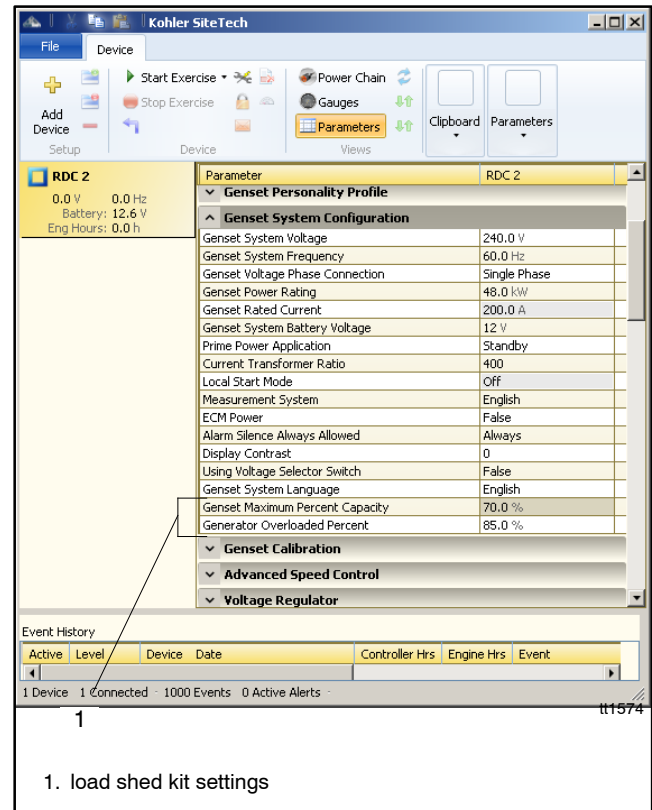 Kohler SiteTech
File Device
Add Device
Setup
Start Exercise
Stop Exercise
Device
Power Chain
Gauges
Parameters
Views
Clipboard
Parameters
RDC 2
0.0 V 0.0 Hz
Battery: 12.6 V
Eng Hours: 0.0 h
Parameter RDC 2
Genset Personality Profile
Genset System Configuration
Genset System Voltage 240.0 V
Genset System Frequency 60.0 Hz
Genset Voltage Phase Connection Single Phase
Genset Power Rating 48.0 kW
Genset Rated Current 200.0 A
Genset System Battery Voltage 12 V
Prime Power Application Standby
Current Transformer Ratio 400
Local Start Mode Off
Measurement System English
ECM Power False
Alarm Silence Always Allowed Always
Display Contrast 0
Using Voltage Selector Switch False
Genset System Language English
Genset Maximum Percent Capacity 70.0 %
Generator Overloaded Percent 85.0 %
Genset Calibration
Advanced Speed Control
Voltage Regulator
Event History
Active Level Device Date Controller Hrs Engine Hrs Event
1 Device 1 Connected - 1000 Events 0 Active Alerts -
tt1574
1
1. load shed kit settings